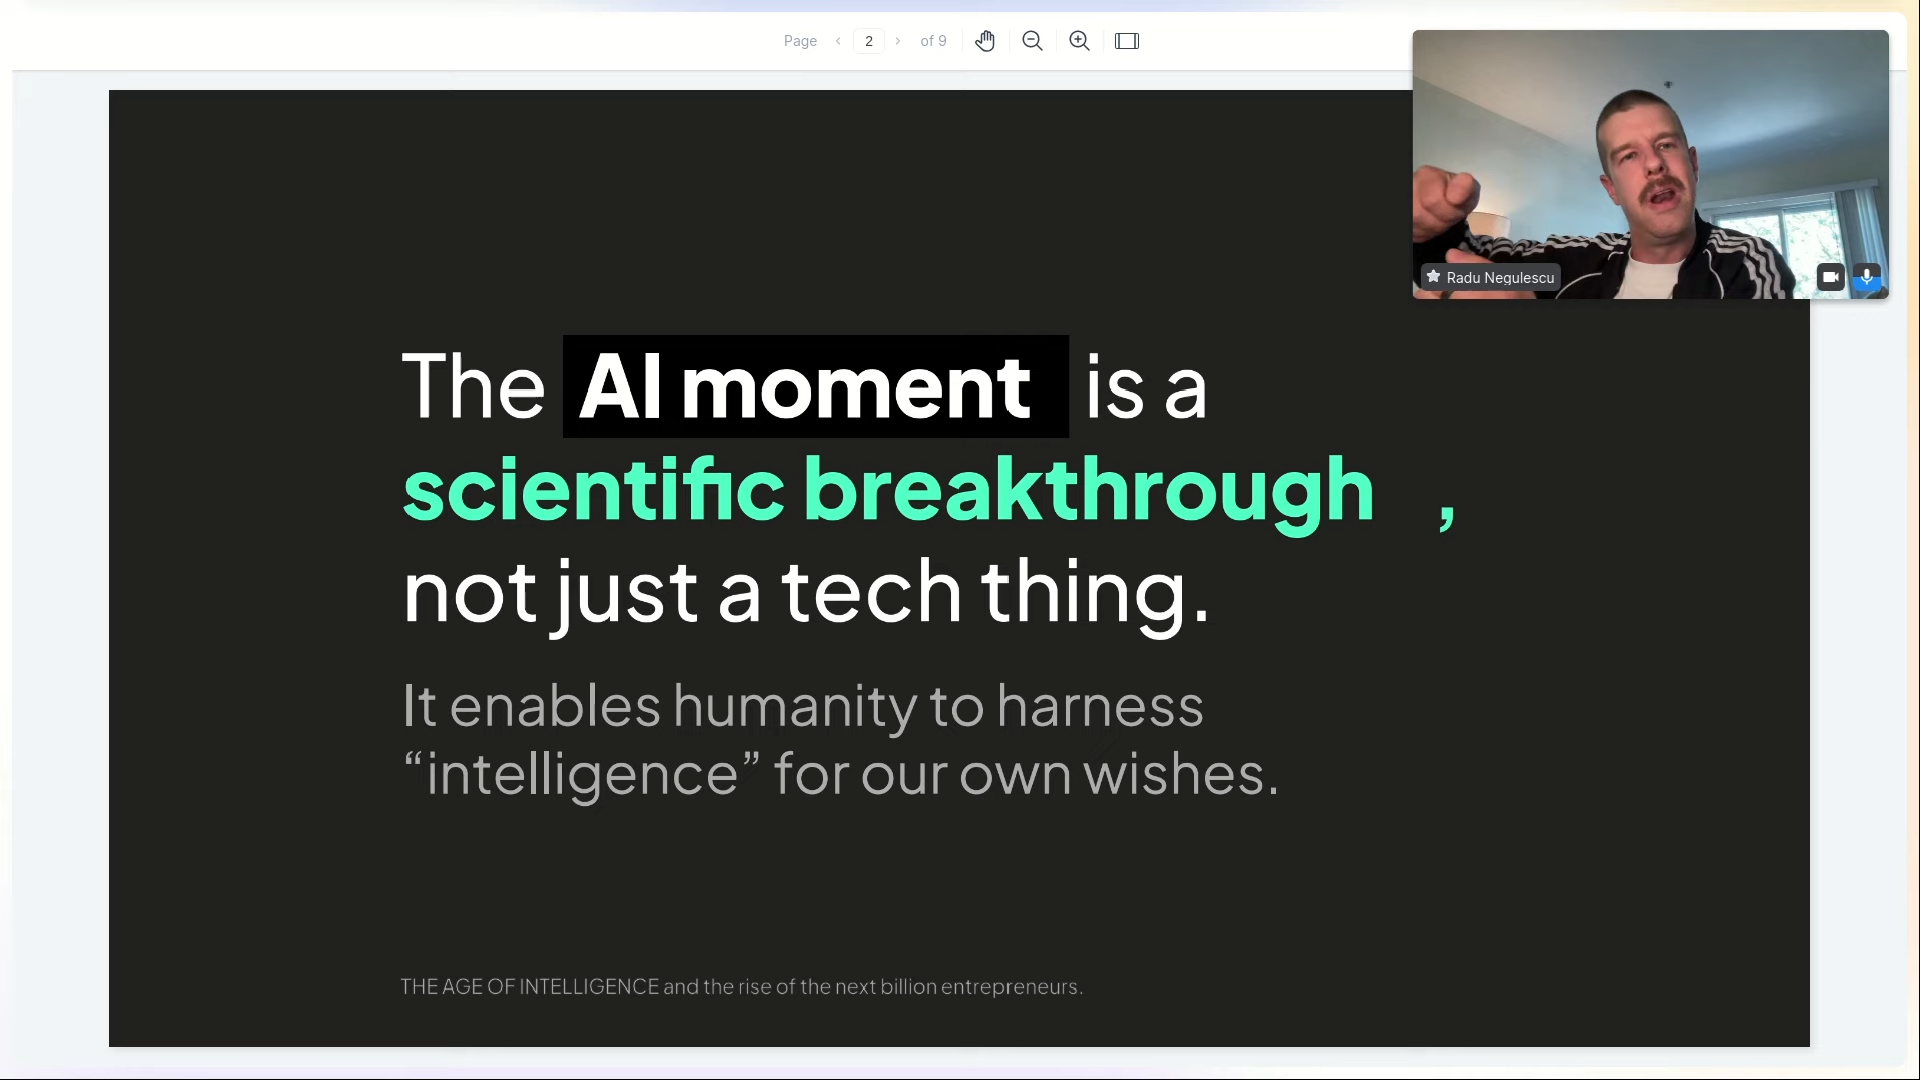 Page 2 of 9
Radu Negulescu
The AI moment is a
scientific breakthrough ,
not just a tech thing.
It enables humanity to harness
“intelligence” for our own wishes.
THE AGE OF INTELLIGENCE and the rise of the next billion entrepreneurs.